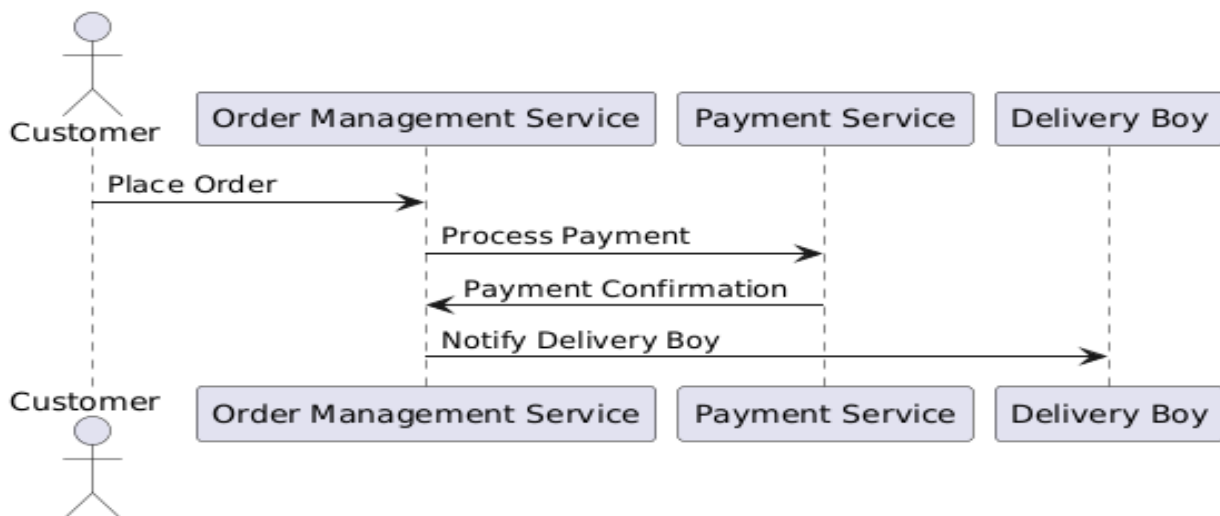 Customer
Order Management Service
Payment Service
Delivery Boy
Place Order
Process Payment
Payment Confirmation
Notify Delivery Boy
Customer
Order Management Service
Payment Service
Delivery Boy